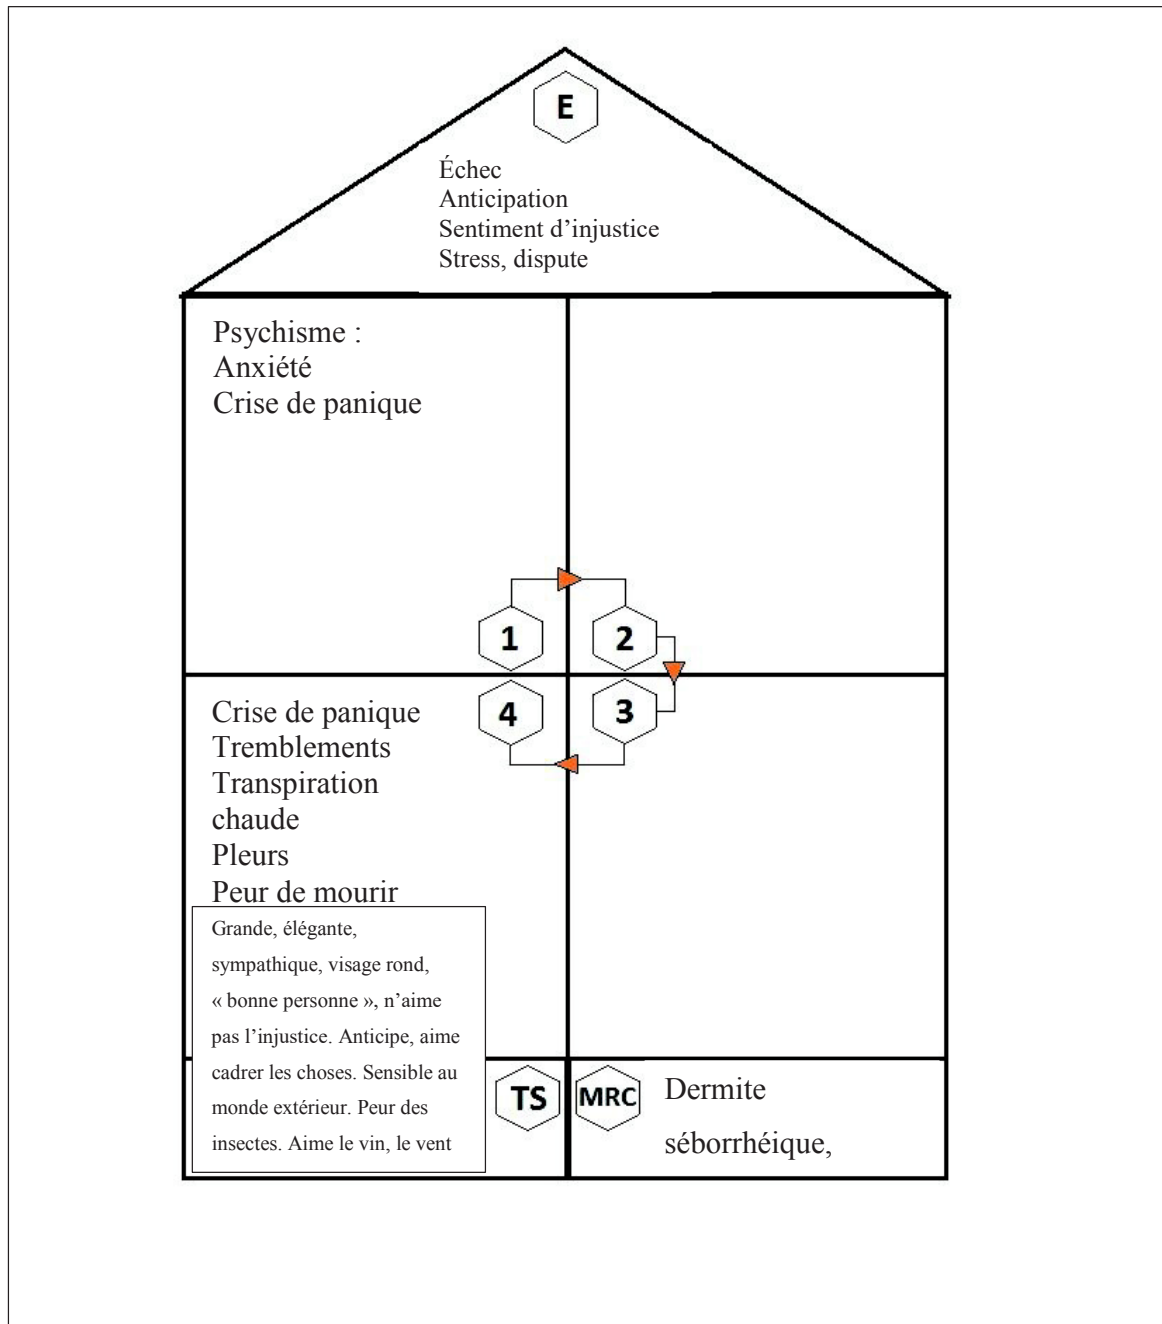 E
Échec
Anticipation
Sentiment d’injustice
Stress, dispute
Psychisme :
Anxiété
Crise de panique
1
2
4
3
Crise de panique
Tremblements
Transpiration
chaude
Pleurs
Peur de mourir
Grande, élégante,
sympathique, visage rond,
« bonne personne », n’aime
pas l’injustice. Anticipe, aime
cadrer les choses. Sensible au
monde extérieur. Peur des
insectes. Aime le vin, le vent
TS
MRC
Dermite
séborrhéique,